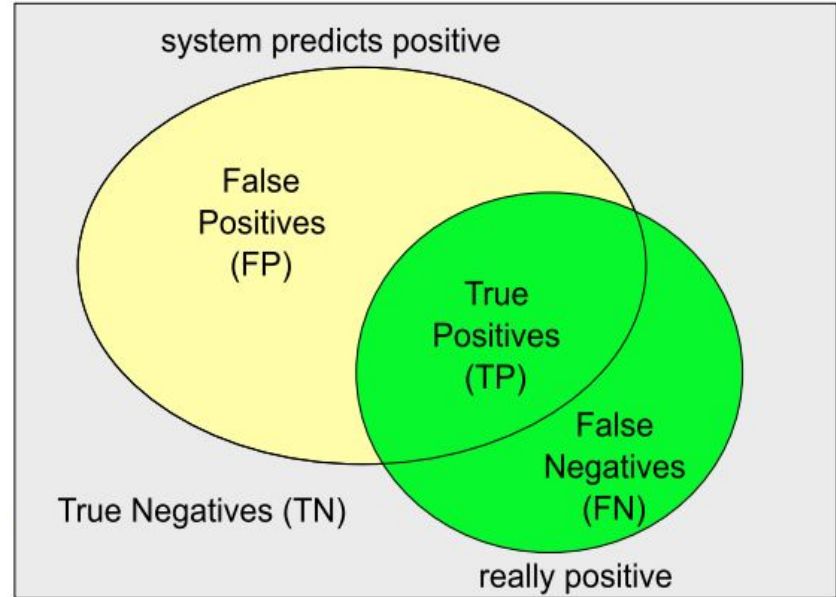 system predicts positive
False
Positives
(FP)
True
Positives
(TP)
False
Negatives
(FN)
True Negatives (TN)
really positive